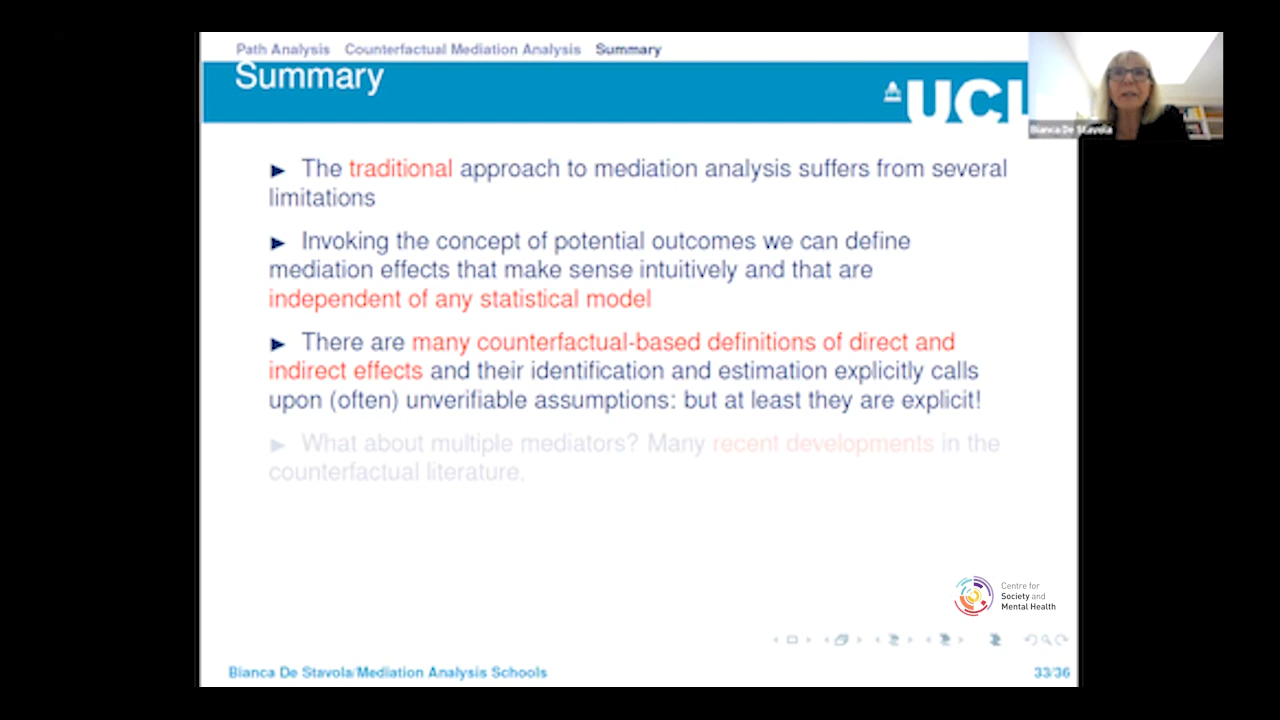 Path Analysis Counterfactual Mediation Analysis Summary
Summary
UCL
Bianca De Stavola
► The traditional approach to mediation analysis suffers from several
limitations
► Invoking the concept of potential outcomes we can define
mediation effects that make sense intuitively and that are
independent of any statistical model
► There are many counterfactual-based definitions of direct and
indirect effects and their identification and estimation explicitly calls
upon (often) unverifiable assumptions: but at least they are explicit!
► What about multiple mediators? Many recent developments in the
counterfactual literature.
Centre for
Society and
Mental Health
Bianca De Stavola/Mediation Analysis Schools 33/36